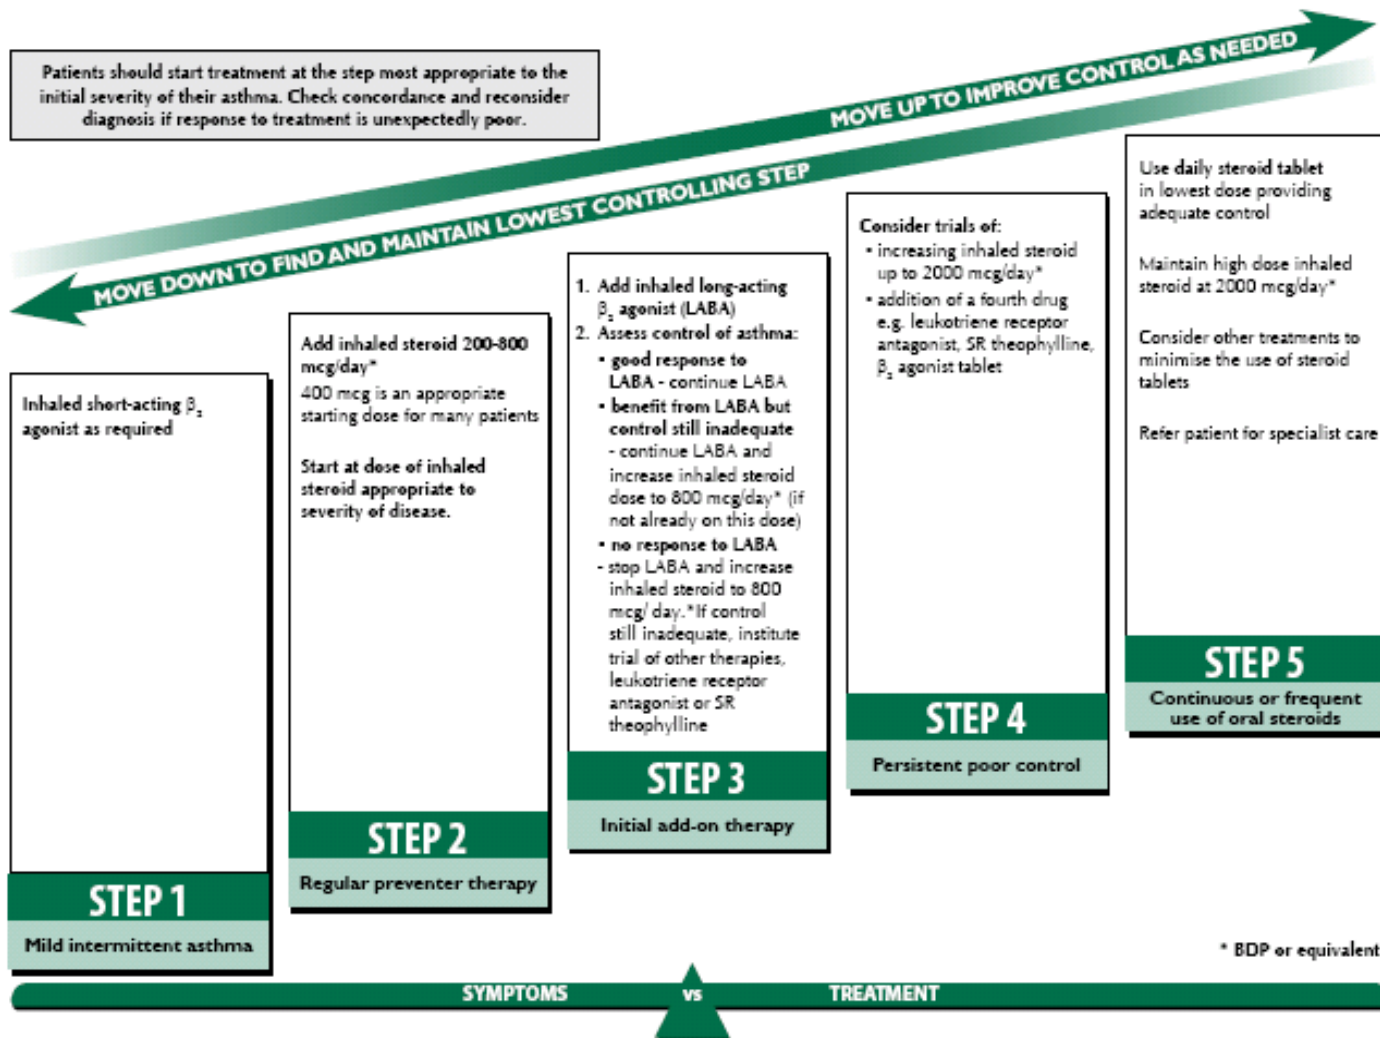 Patients should start treatment at the step most appropriate to the
initial severity of their asthma. Check concordance and reconsider
diagnosis if response to treatment is unexpectedly poor.
MOVE UP TO IMPROVE CONTROL AS NEEDED
MOVE DOWN TO FIND AND MAINTAIN LOWEST CONTROLLING STEP
Inhaled short-acting β₂
agonist as required
STEP 1
Mild intermittent asthma
Add inhaled steroid 200-800
mcg/day*
400 mcg is an appropriate
starting dose for many patients
Start at dose of inhaled
steroid appropriate to
severity of disease.
STEP 2
Regular preventer therapy
1. Add inhaled long-acting
β₂ agonist (LABA)
2. Assess control of asthma:
• good response to
LABA - continue LABA
• benefit from LABA but
control still inadequate
- continue LABA and
increase inhaled steroid
dose to 800 mcg/day* (if
not already on this dose)
• no response to LABA
- stop LABA and increase
inhaled steroid to 800
mcg/ day.*If control
still inadequate, institute
trial of other therapies,
leukotriene receptor
antagonist or SR
theophylline
STEP 3
Initial add-on therapy
Consider trials of:
• increasing inhaled steroid
up to 2000 mcg/day*
• addition of a fourth drug
e.g. leukotriene receptor
antagonist, SR theophylline,
β₂ agonist tablet
STEP 4
Persistent poor control
Use daily steroid tablet
in lowest dose providing
adequate control
Maintain high dose inhaled
steroid at 2000 mcg/day*
Consider other treatments to
minimise the use of steroid
tablets
Refer patient for specialist care
STEP 5
Continuous or frequent
use of oral steroids
* BDP or equivalent
SYMPTOMS vs TREATMENT